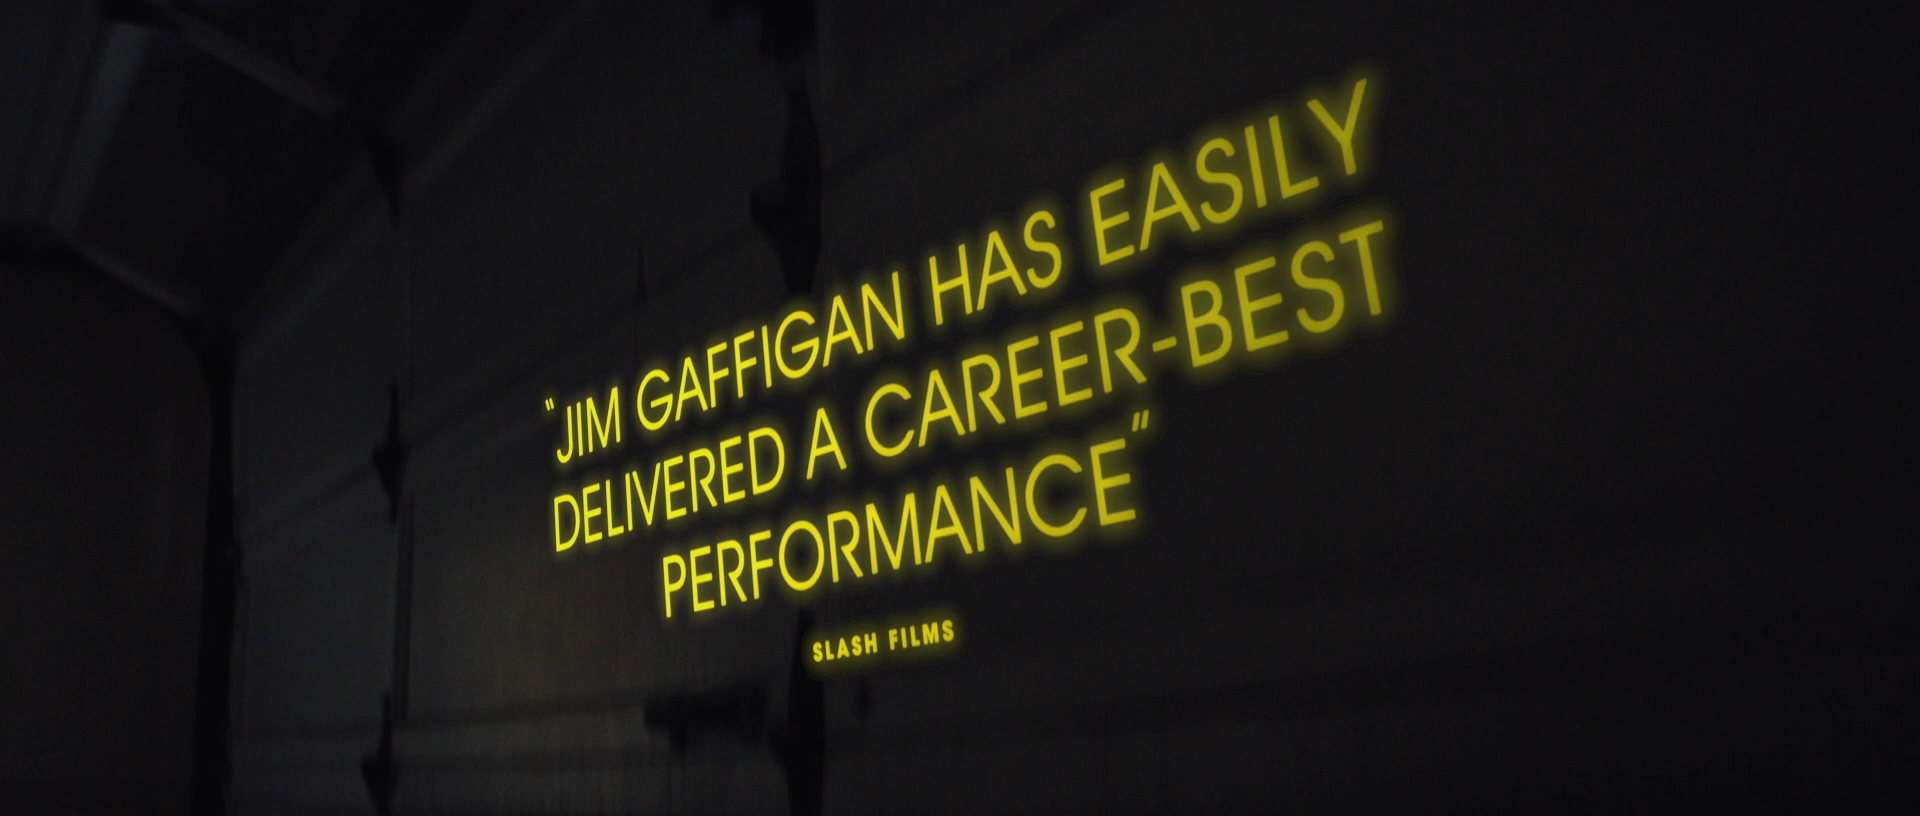 "JIM GAFFIGAN HAS EASILY
DELIVERED A CAREER-BEST
PERFORMANCE"
SLASH FILMS